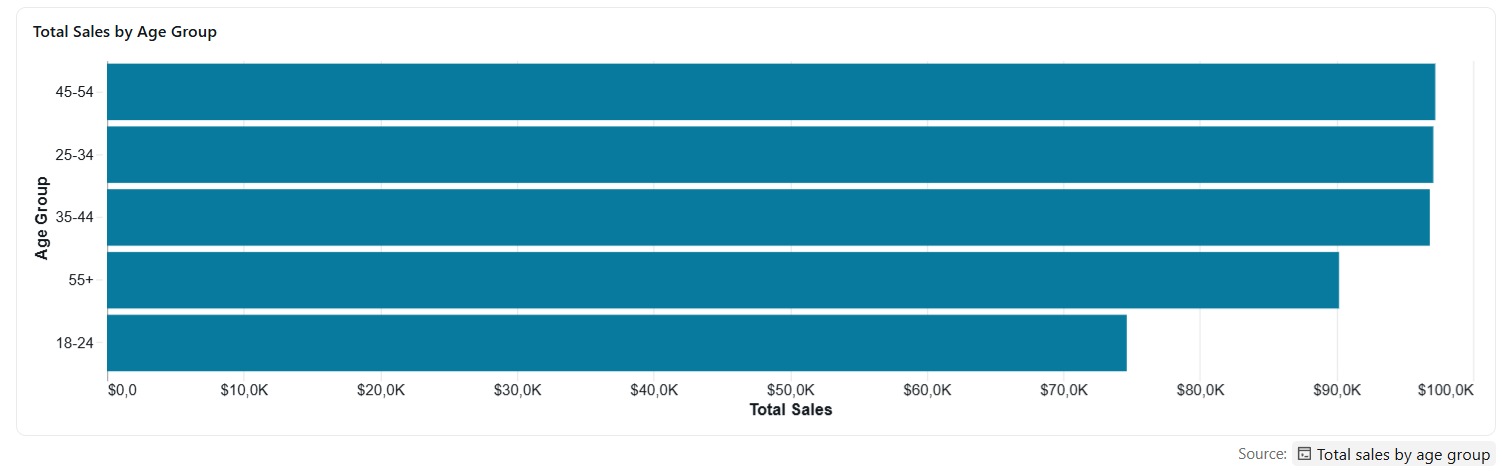 Total Sales by Age Group
Age Group
45-54
25-34
35-44
55+
18-24
$0,0 $10,0K $20,0K $30,0K $40,0K $50,0K $60,0K $70,0K $80,0K $90,0K $100,0K
Total Sales
Source: Total sales by age group